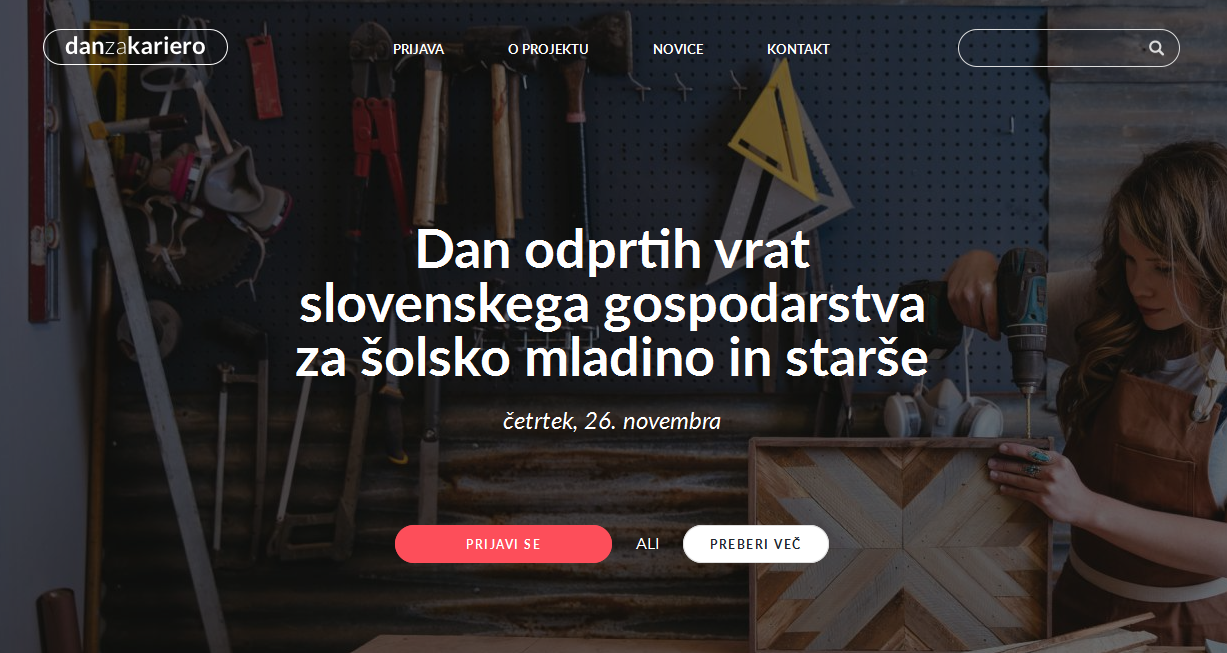 danzakariero
PRIJAVA
O PROJEKTU
NOVICE
KONTAKT
Dan odprtih vrat
slovenskega gospodarstva
za šolsko mladino in starše
četrtek, 26. novembra
PRIJAVI SE
ALI
PREBERI VEČ